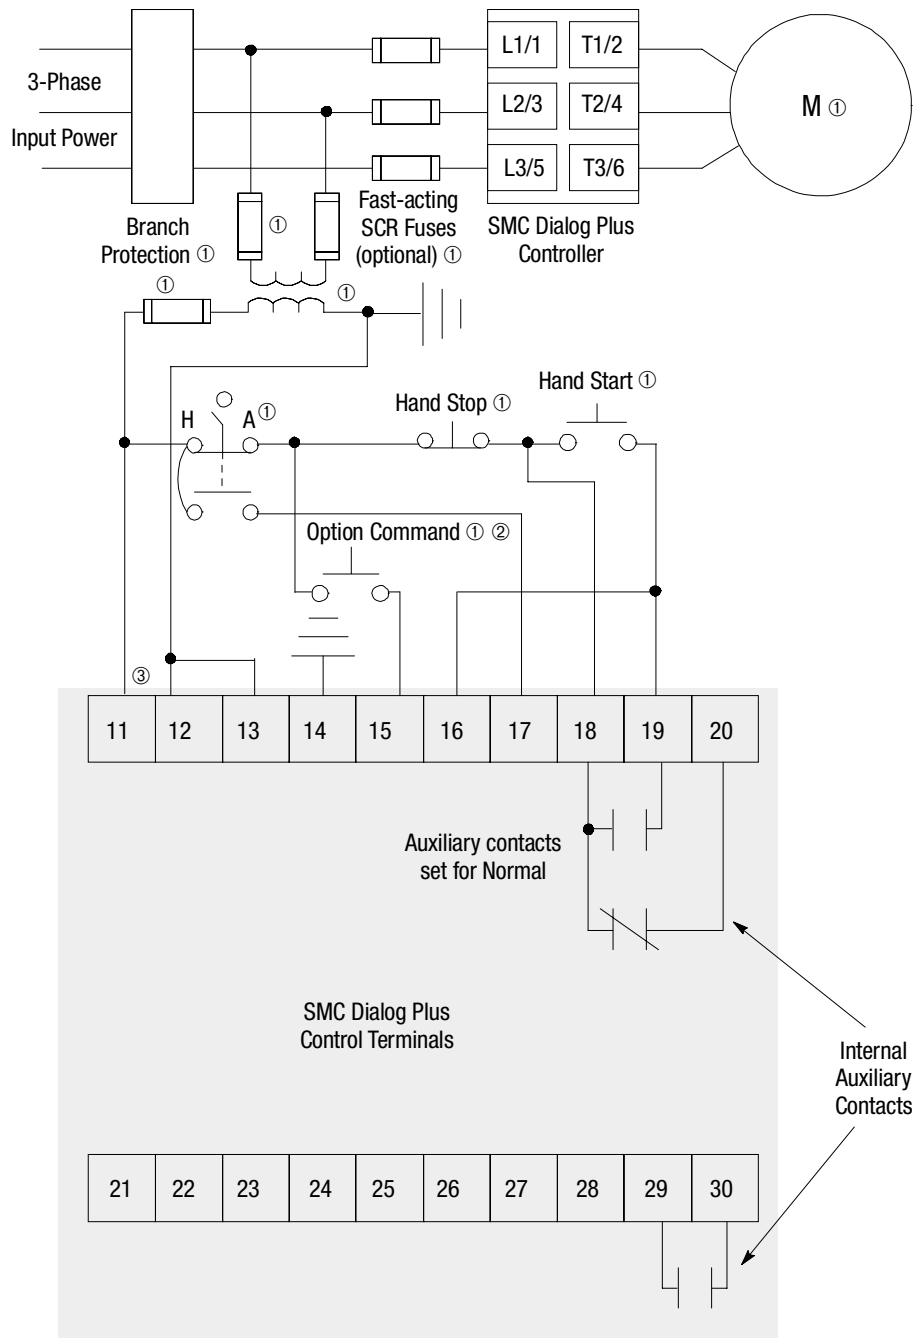 3-Phase
Input Power
L1/1 T1/2
L2/3 T2/4
L3/5 T3/6
M ①
Branch
Protection ①
①
Fast-acting
SCR Fuses
(optional) ①
SMC Dialog Plus
Controller
①
①
H A ①
Hand Stop ①
Hand Start ①
Option Command ① ②
③
11 12 13 14 15 16 17 18 19 20
Auxiliary contacts
set for Normal
SMC Dialog Plus
Control Terminals
Internal
Auxiliary
Contacts
21 22 23 24 25 26 27 28 29 30